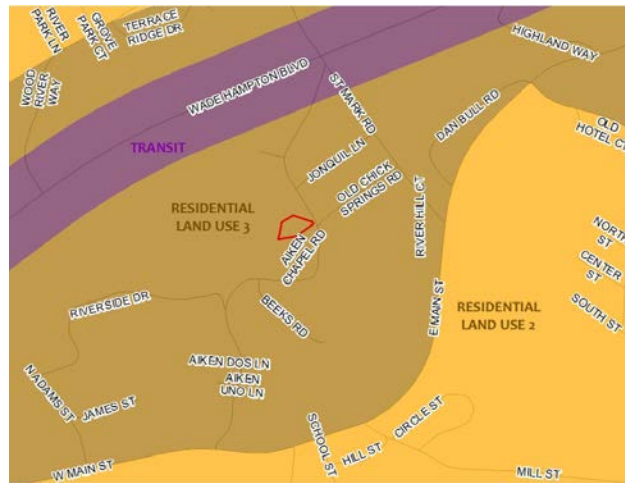 RIVER
PARK LN
GROVE
PARK CT
TERRACE
RIDGE DR
WOOD
RIVER
WAY
WADE HAMPTON BLVD
HIGHLAND WAY
ST MARK RD
DAN BULL RD
OLD
HOTEL CT
TRANSIT
JONQUIL LN
OLD CHICK
SPRINGS RD
RESIDENTIAL
LAND USE 3
AIKEN
CHAPEL RD
RIVER HILL CT
NORTH
ST
CENTER
ST
SOUTH ST
RIVERSIDE DR
BEEKS RD
E MAIN ST
RESIDENTIAL
LAND USE 2
N ADAMS ST
JAMES ST
AIKEN DOS LN
AIKEN
UNO LN
SCHOOL ST
HILL ST
CIRCLE ST
W MAIN ST
MILL ST